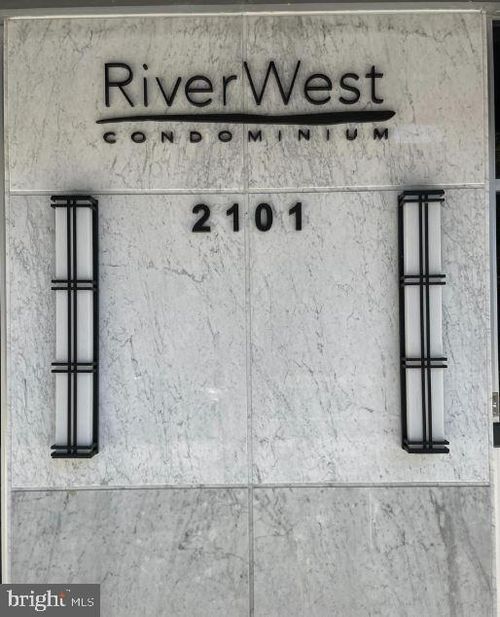 RiverWest
CONDOMINIUM
2101
bright MLS